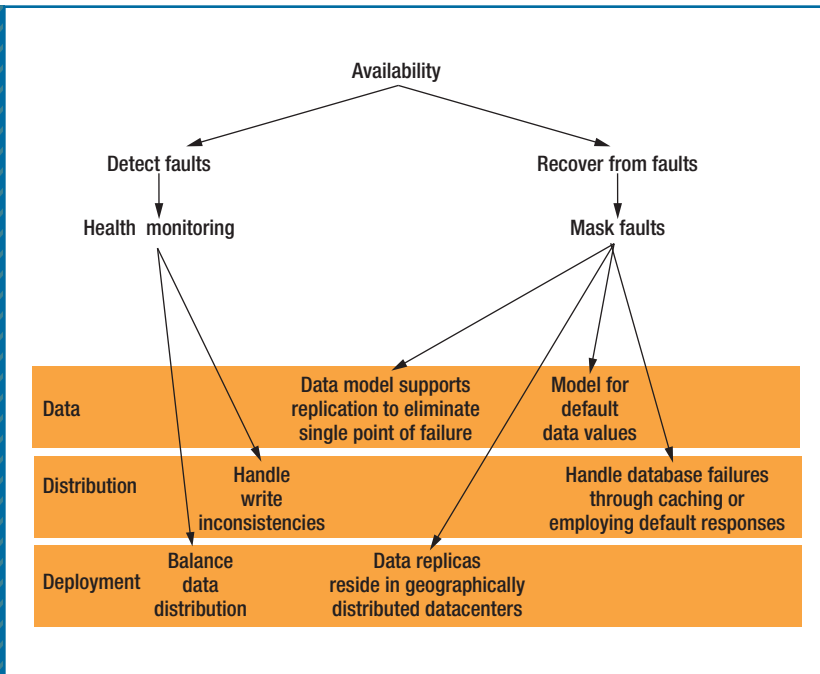 Availability
Detect faults
Recover from faults
Health monitoring
Mask faults
Data
Data model supports
replication to eliminate
single point of failure
Model for
default
data values
Distribution
Handle
write
inconsistencies
Handle database failures
through caching or
employing default responses
Deployment
Balance
data
distribution
Data replicas
reside in geographically
distributed datacenters